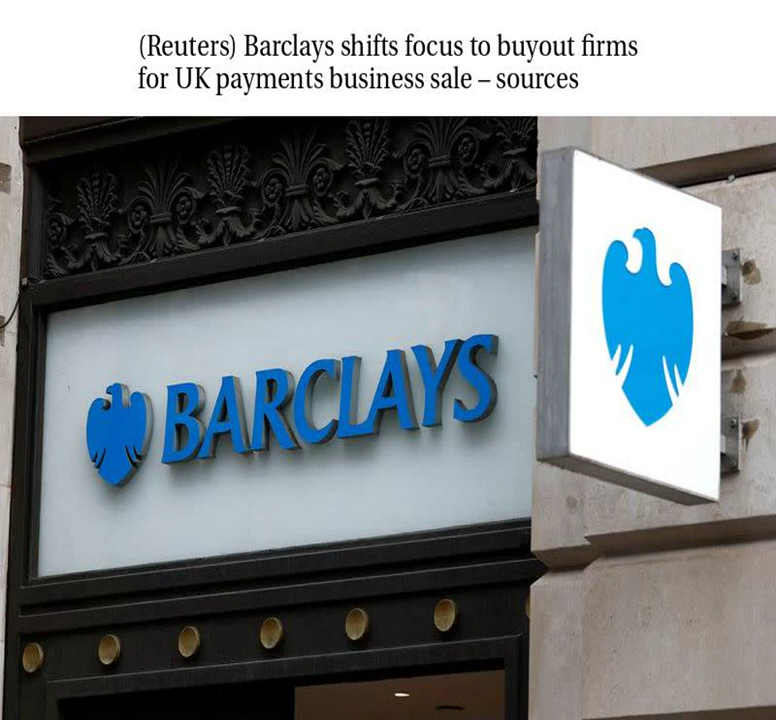 (Reuters) Barclays shifts focus to buyout firms
for UK payments business sale – sources
BARCLAYS